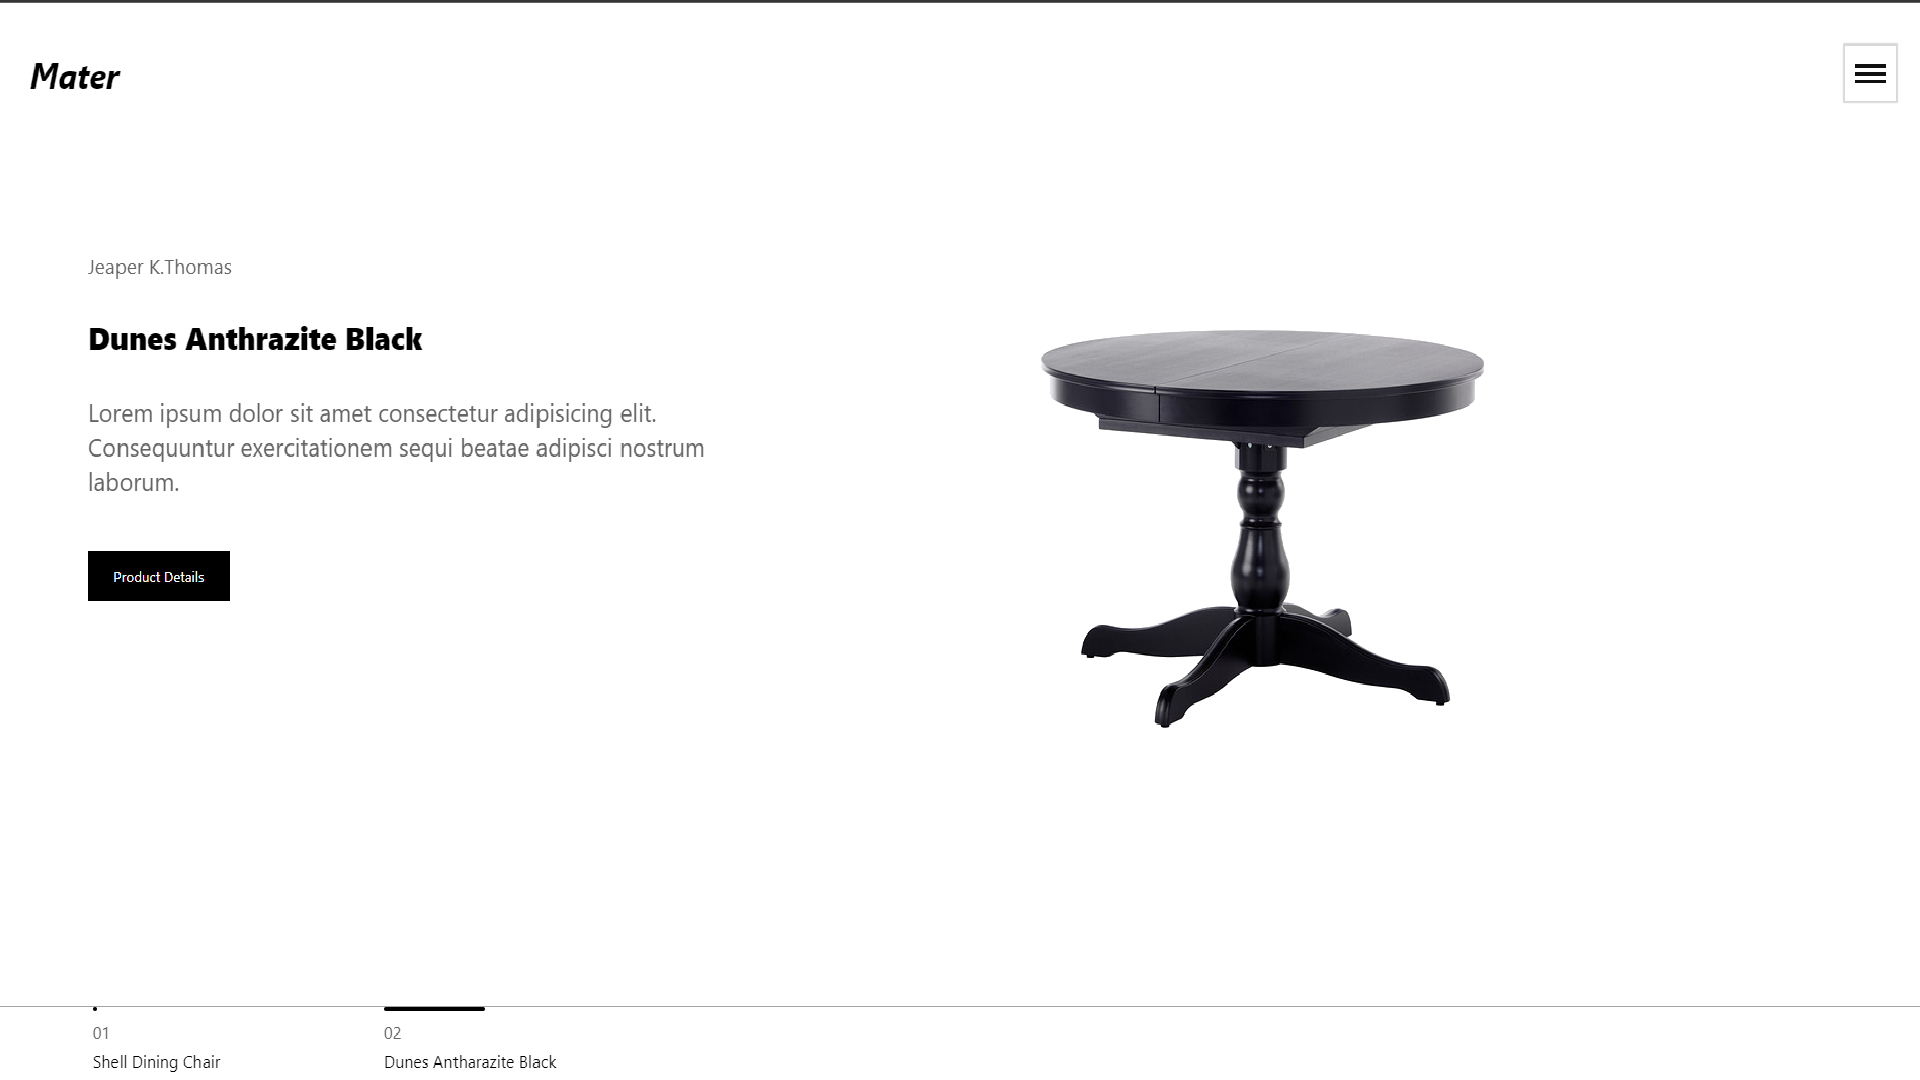 Mater
Jeaper K.Thomas
Dunes Anthrazite Black
Lorem ipsum dolor sit amet consectetur adipisicing elit.
Consequuntur exercitationem sequi beatae adipisci nostrum
laborum.
Product Details
01
Shell Dining Chair
02
Dunes Antharazite Black